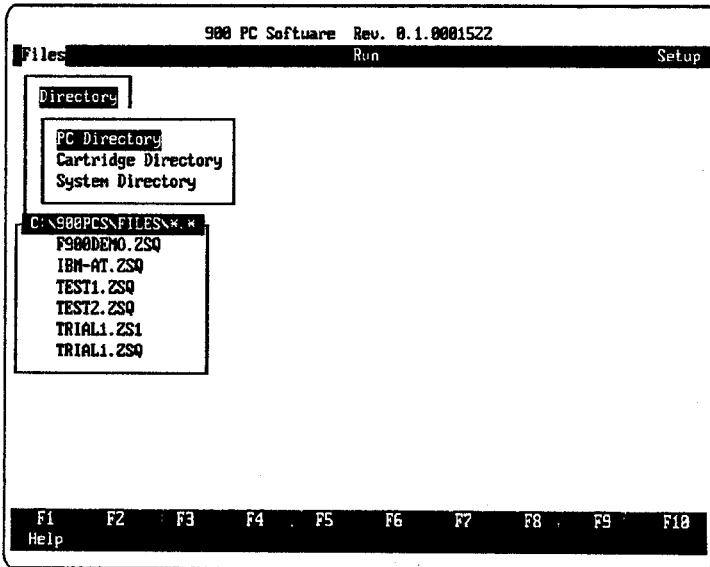 900 PC Software Rev. 0.1.0001522
Files Run Setup
Directory
PC Directory
Cartridge Directory
System Directory
C:\900PCS\FILES\*.*
F900DEMO.ZSQ
IBM-AT.ZSQ
TEST1.ZSQ
TEST2.ZSQ
TRIAL1.ZS1
TRIAL1.ZSQ
F1 F2 F3 F4 F5 F6 F7 F8 F9 F10
Help